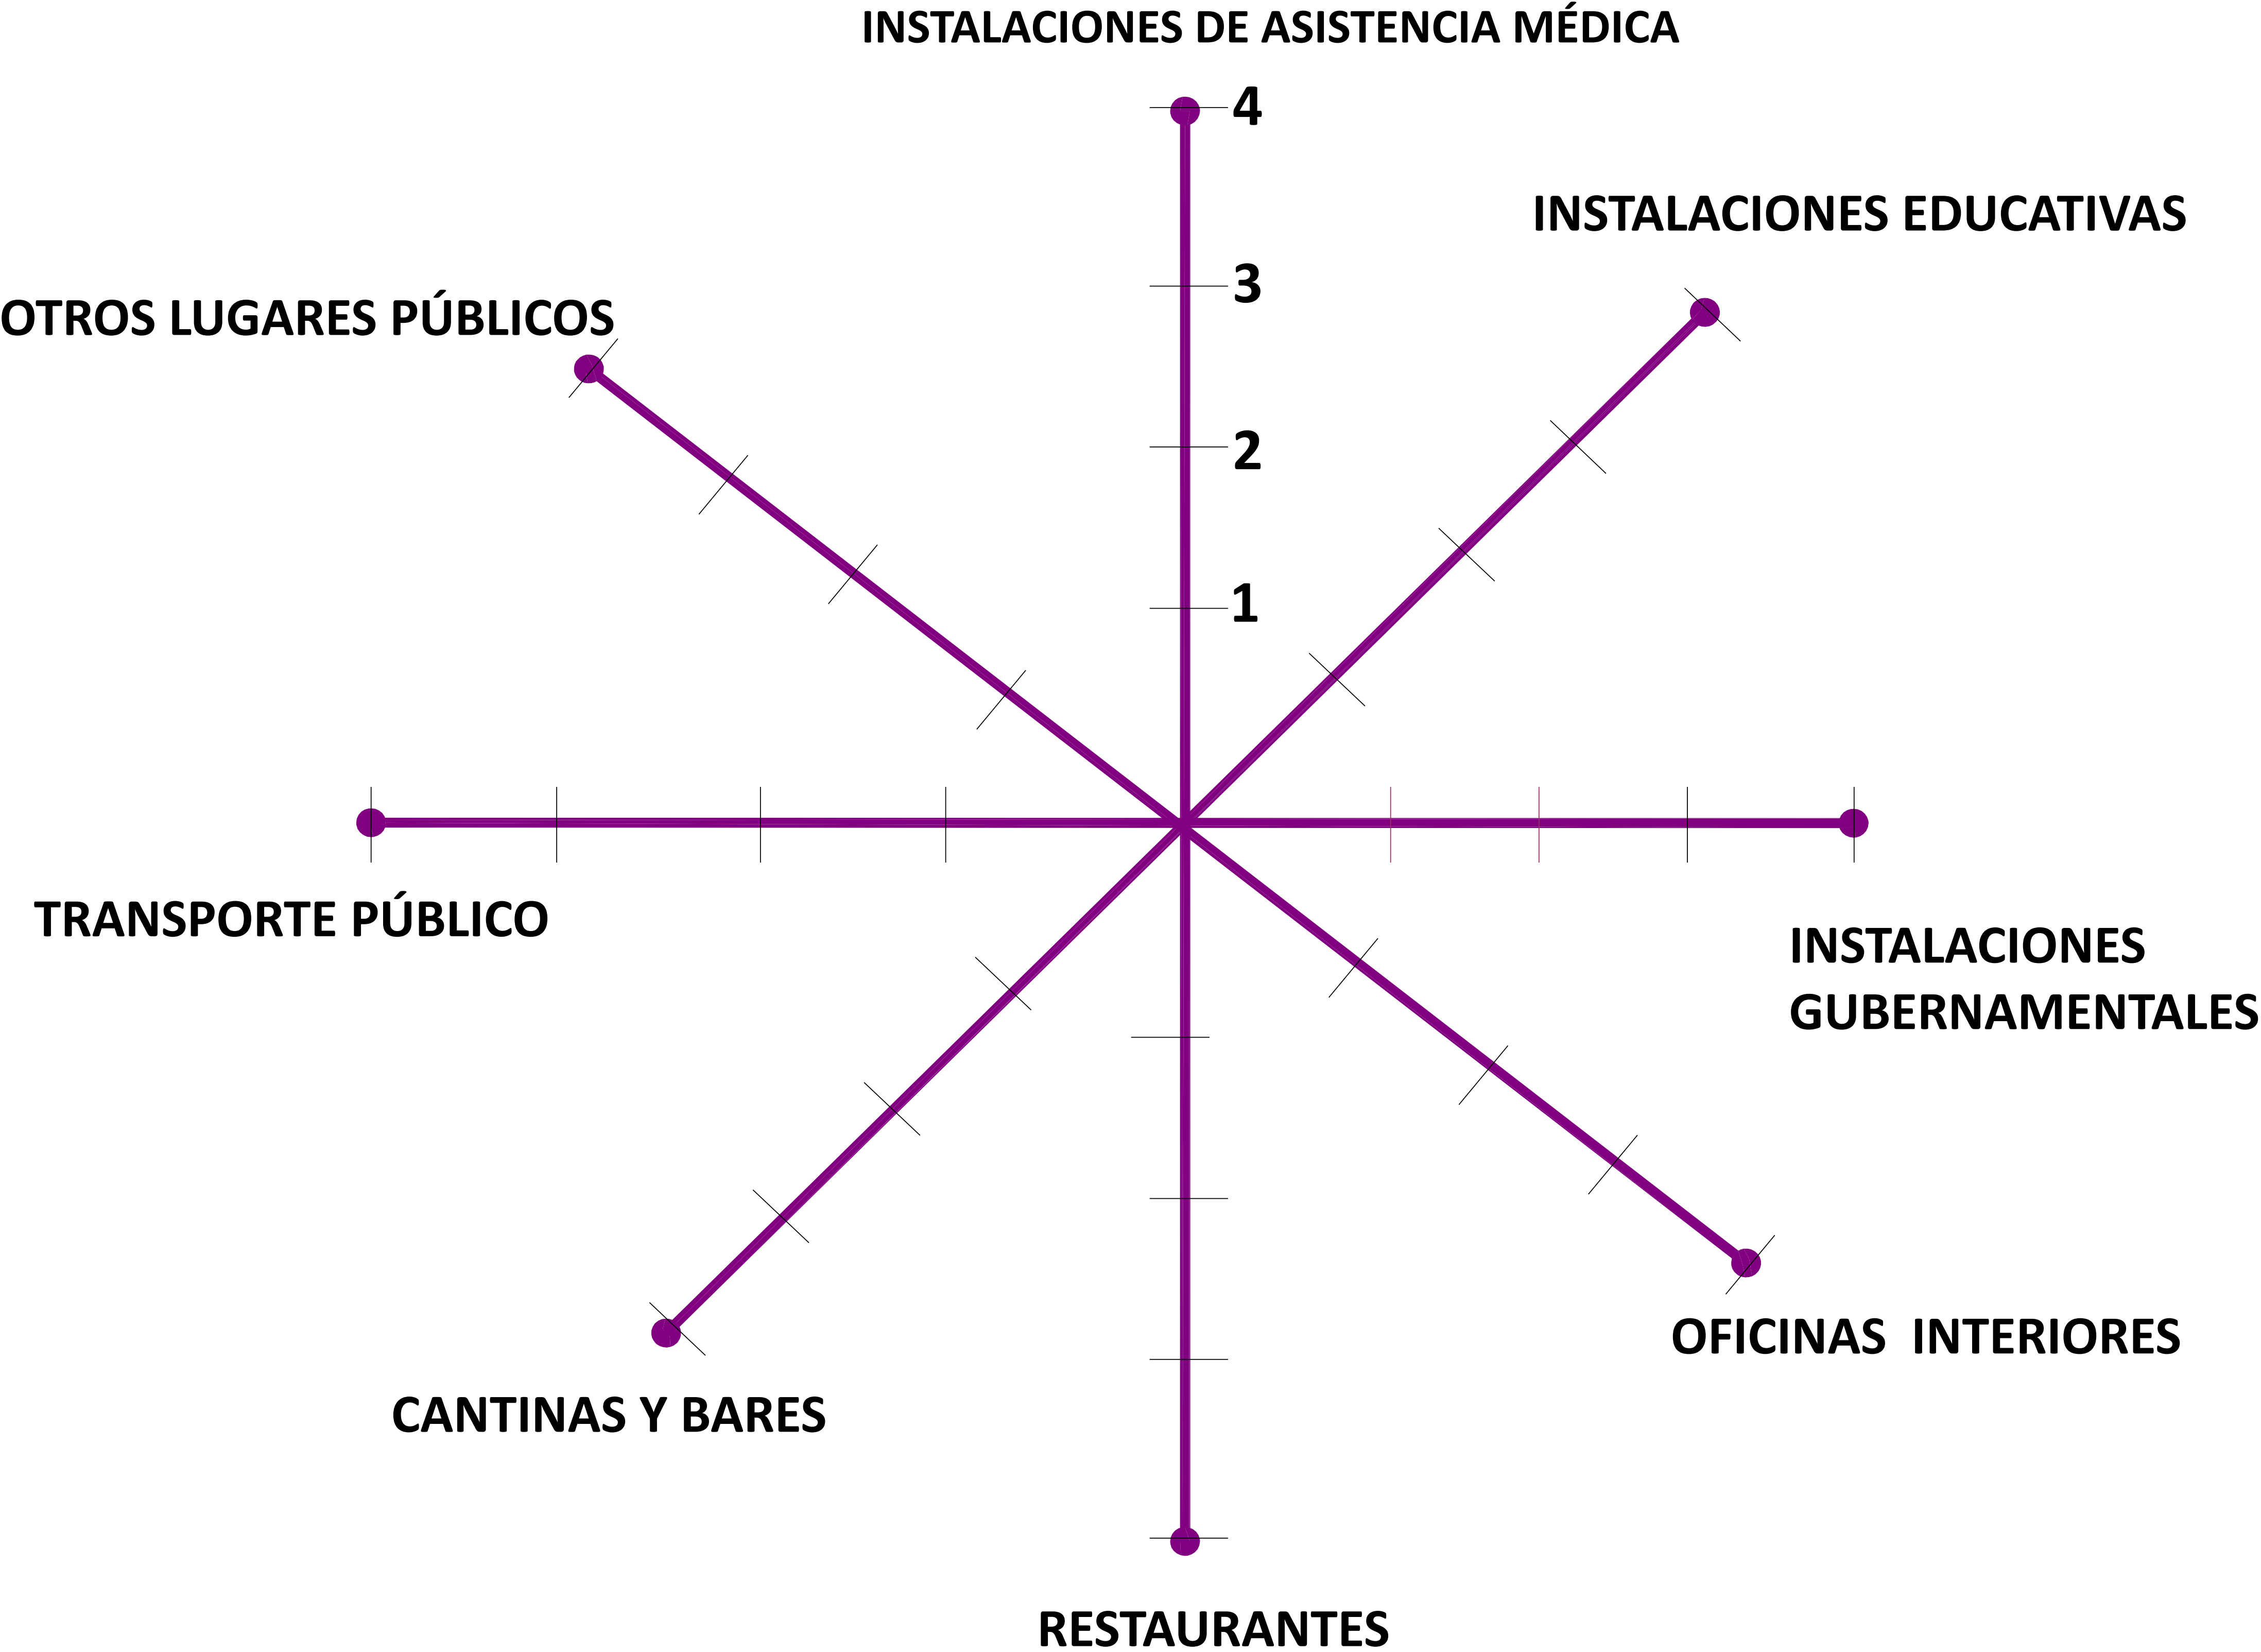 INSTALACIONES DE ASISTENCIA MÉDICA
4
INSTALACIONES EDUCATIVAS
3
OTROS LUGARES PÚBLICOS
2
1
TRANSPORTE PÚBLICO
INSTALACIONES
GUBERNAMENTALES
OFICINAS INTERIORES
CANTINAS Y BARES
RESTAURANTES